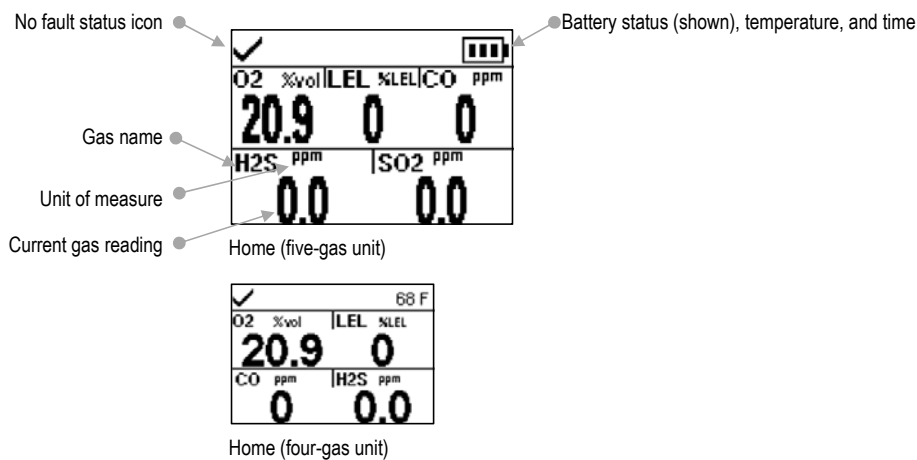 No fault status icon
Battery status (shown), temperature, and time
O2 %vol LEL %LEL CO ppm
20.9 0 0
Gas name
H2S ppm SO2 ppm
Unit of measure
0.0 0.0
Current gas reading
Home (five-gas unit)
68 F
O2 %vol LEL %LEL
20.9 0
CO ppm H2S ppm
0 0.0
Home (four-gas unit)